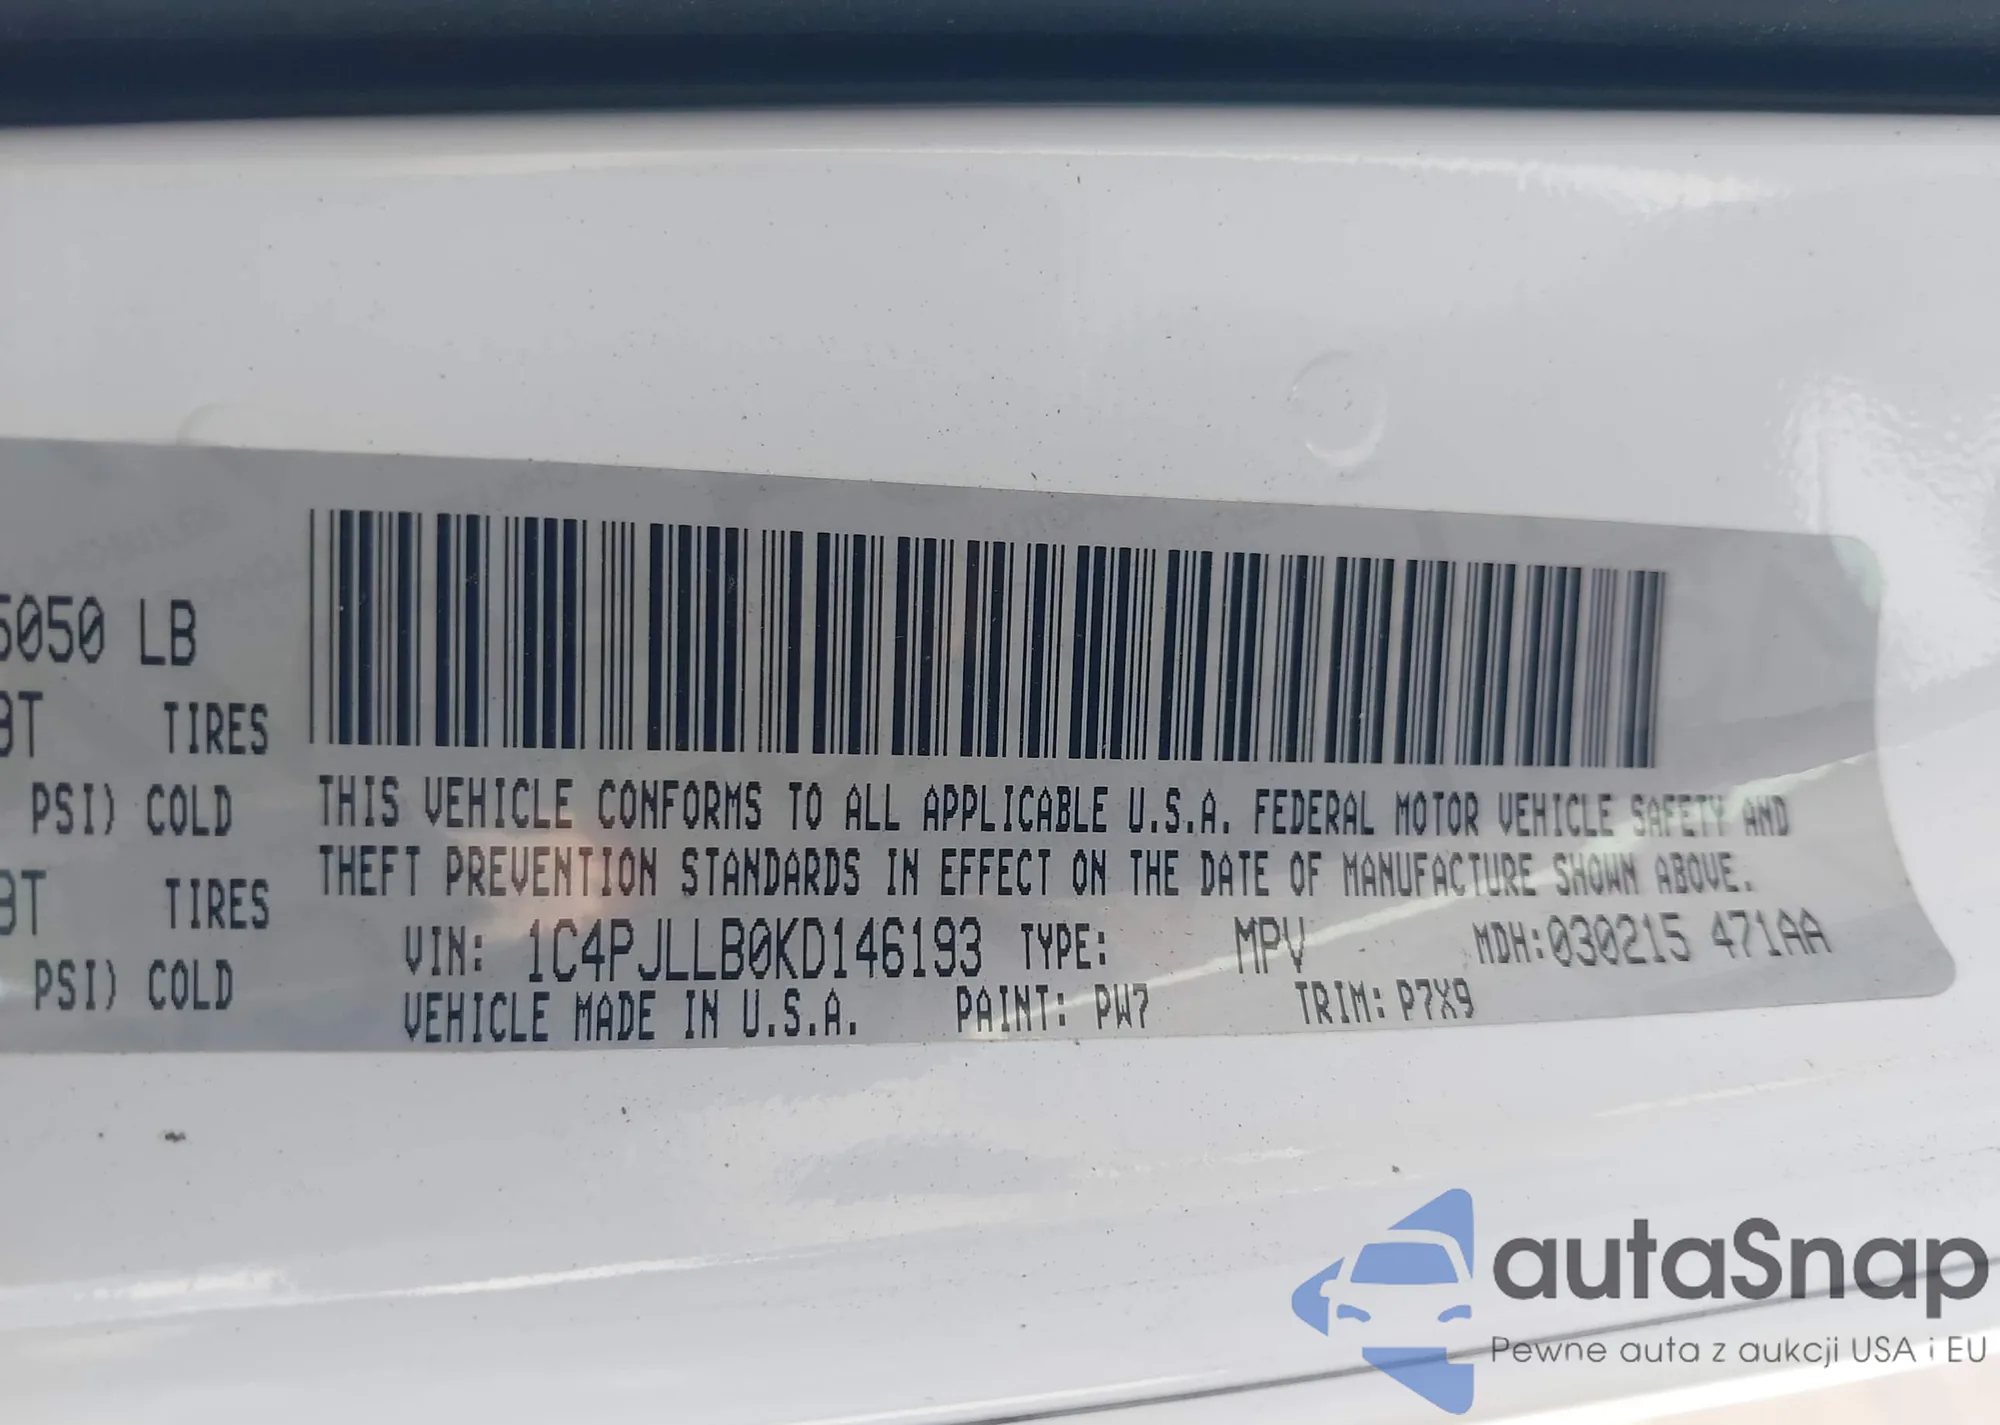 5050 LB
9T TIRES
PSI) COLD
9T TIRES
PSI) COLD
THIS VEHICLE CONFORMS TO ALL APPLICABLE U.S.A. FEDERAL MOTOR VEHICLE SAFETY AND
THEFT PREVENTION STANDARDS IN EFFECT ON THE DATE OF MANUFACTURE SHOWN ABOVE.
VIN: 1C4PJLLB0KD146193 TYPE: MPV MDH:030215 471AA
VEHICLE MADE IN U.S.A. PAINT: PW7 TRIM: P7X9
autaSnap
Pewne auta z aukcji USA i EU